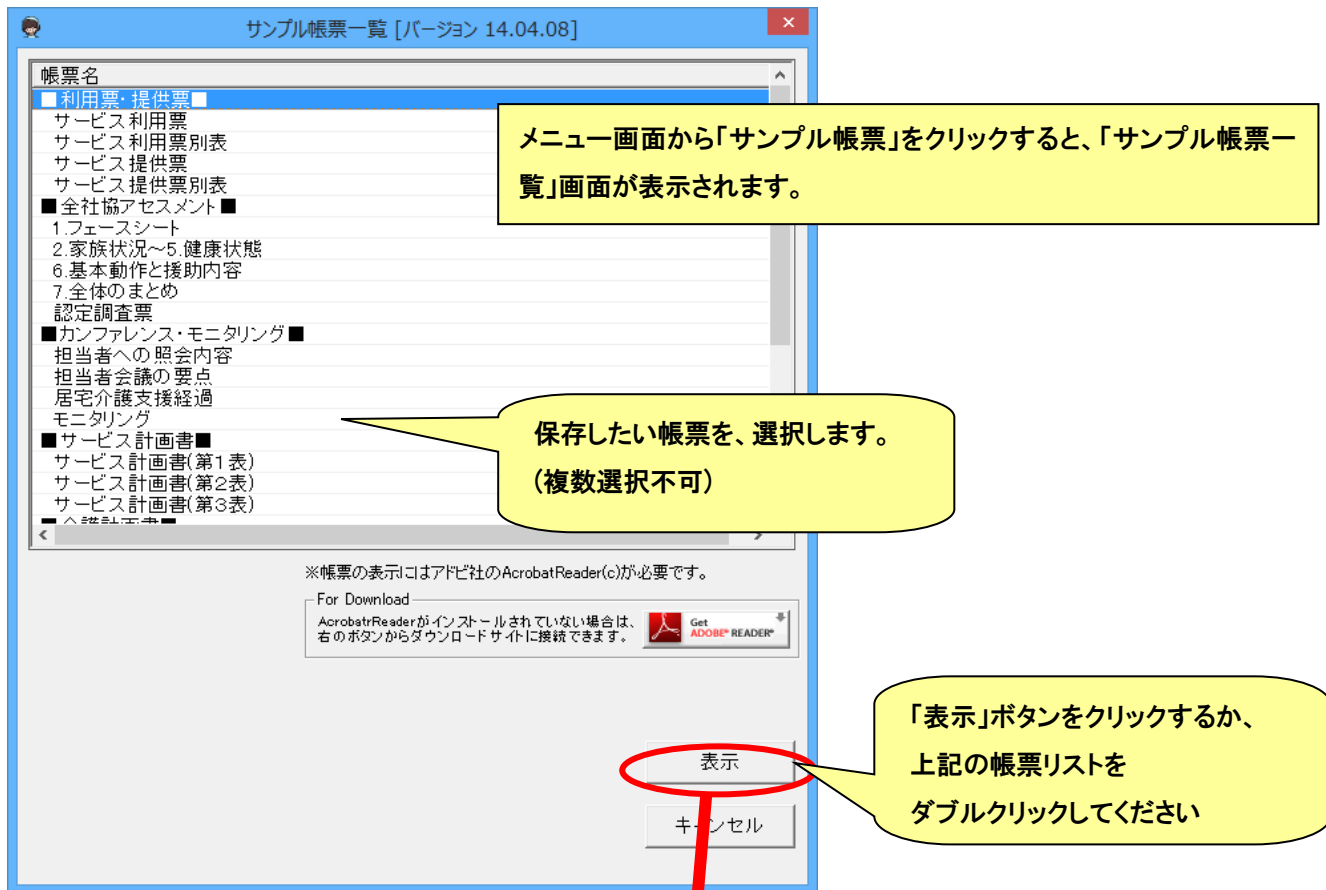 サンプル帳票一覧 [バージョン 14.04.08]
帳票名
■利用票・提供票■
サービス利用票
サービス利用票別表
サービス提供票
サービス提供票別表
■全社協アセスメント■
1.フェースシート
2.家族状況～5.健康状態
6.基本動作と援助内容
7.全体のまとめ
認定調査票
■カンファレンス・モニタリング■
担当者への照会内容
担当者会議の要点
居宅介護支援経過
モニタリング
■サービス計画書■
サービス計画書(第1表)
サービス計画書(第2表)
サービス計画書(第3表)
メニュー画面から「サンプル帳票」をクリックすると、「サンプル帳票一
覧」画面が表示されます。
保存したい帳票を、選択します。
(複数選択不可)
※帳票の表示にはアドビ社のAcrobatReader(c)が必要です。
For Download
AcrobatrReaderがインストールされていない場合は、
右のボタンからダウンロードサイトに接続できます。
Get
ADOBE® READER®
「表示」ボタンをクリックするか、
上記の帳票リストを
ダブルクリックしてください
表示
キャンセル